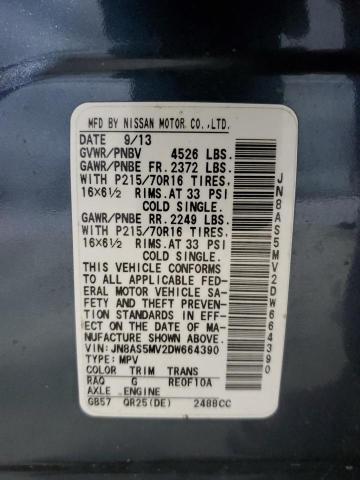 MFD BY NISSAN MOTOR CO.,LTD.
DATE 9/13
GVWR/PNBV 4526 LBS.
GAWR/PNBE FR. 2372 LBS.
WITH P215/70R16 TIRES,
16X6½ RIMS.AT 33 PSI
COLD SINGLE.
GAWR/PNBE RR. 2249 LBS.
WITH P215/70R16 TIRES,
16X6½ RIMS.AT 33 PSI
COLD SINGLE.
THIS VEHICLE CONFORMS
TO ALL APPLICABLE FED-
ERAL MOTOR VEHICLE SA-
FETY AND THEFT PREVEN-
TION STANDARDS IN EFF-
ECT ON THE DATE OF MA-
NUFACTURE SHOWN ABOVE.
VIN:JN8AS5MV2DW664390
TYPE: MPV
COLOR TRIM TRANS
RAQ G RE0F10A
AXLE ENGINE
GB57 QR25(DE) 2488CC
JN8AS5MV2DW664390